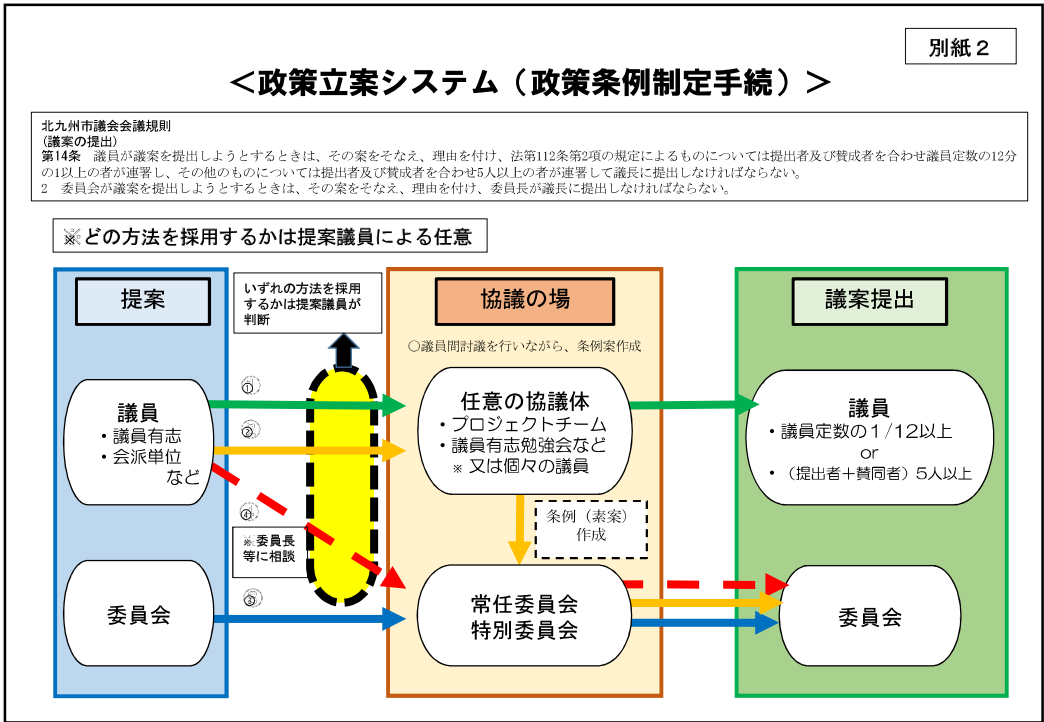 別紙２
＜政策立案システム（政策条例制定手続）＞
北九州市議会会議規則
(議案の提出)
第14条　議員が議案を提出しようとするときは、その案をそなえ、理由を付け、法第112条第2項の規定によるものについては提出者及び賛成者を合わせ議員定数の12分
の1以上の者が連署し、その他のものについては提出者及び賛成者を合わせ5人以上の者が連署して議長に提出しなければならない。
2　委員会が議案を提出しようとするときは、その案をそなえ、理由を付け、委員長が議長に提出しなければならない。
※どの方法を採用するかは提案議員による任意
提案
いずれの方法を採用
するかは提案議員が
判断
協議の場
議案提出
○議員間討議を行いながら、条例案作成
①
②
④
③
議員
・議員有志
・会派単位
など
任意の協議体
・プロジェクトチーム
・議員有志勉強会など
※ 又は個々の議員
議員
・議員定数の１/12以上
or
・（提出者＋賛同者）５人以上
条例（素案）
作成
※委員長
等に相談
委員会
常任委員会
特別委員会
委員会